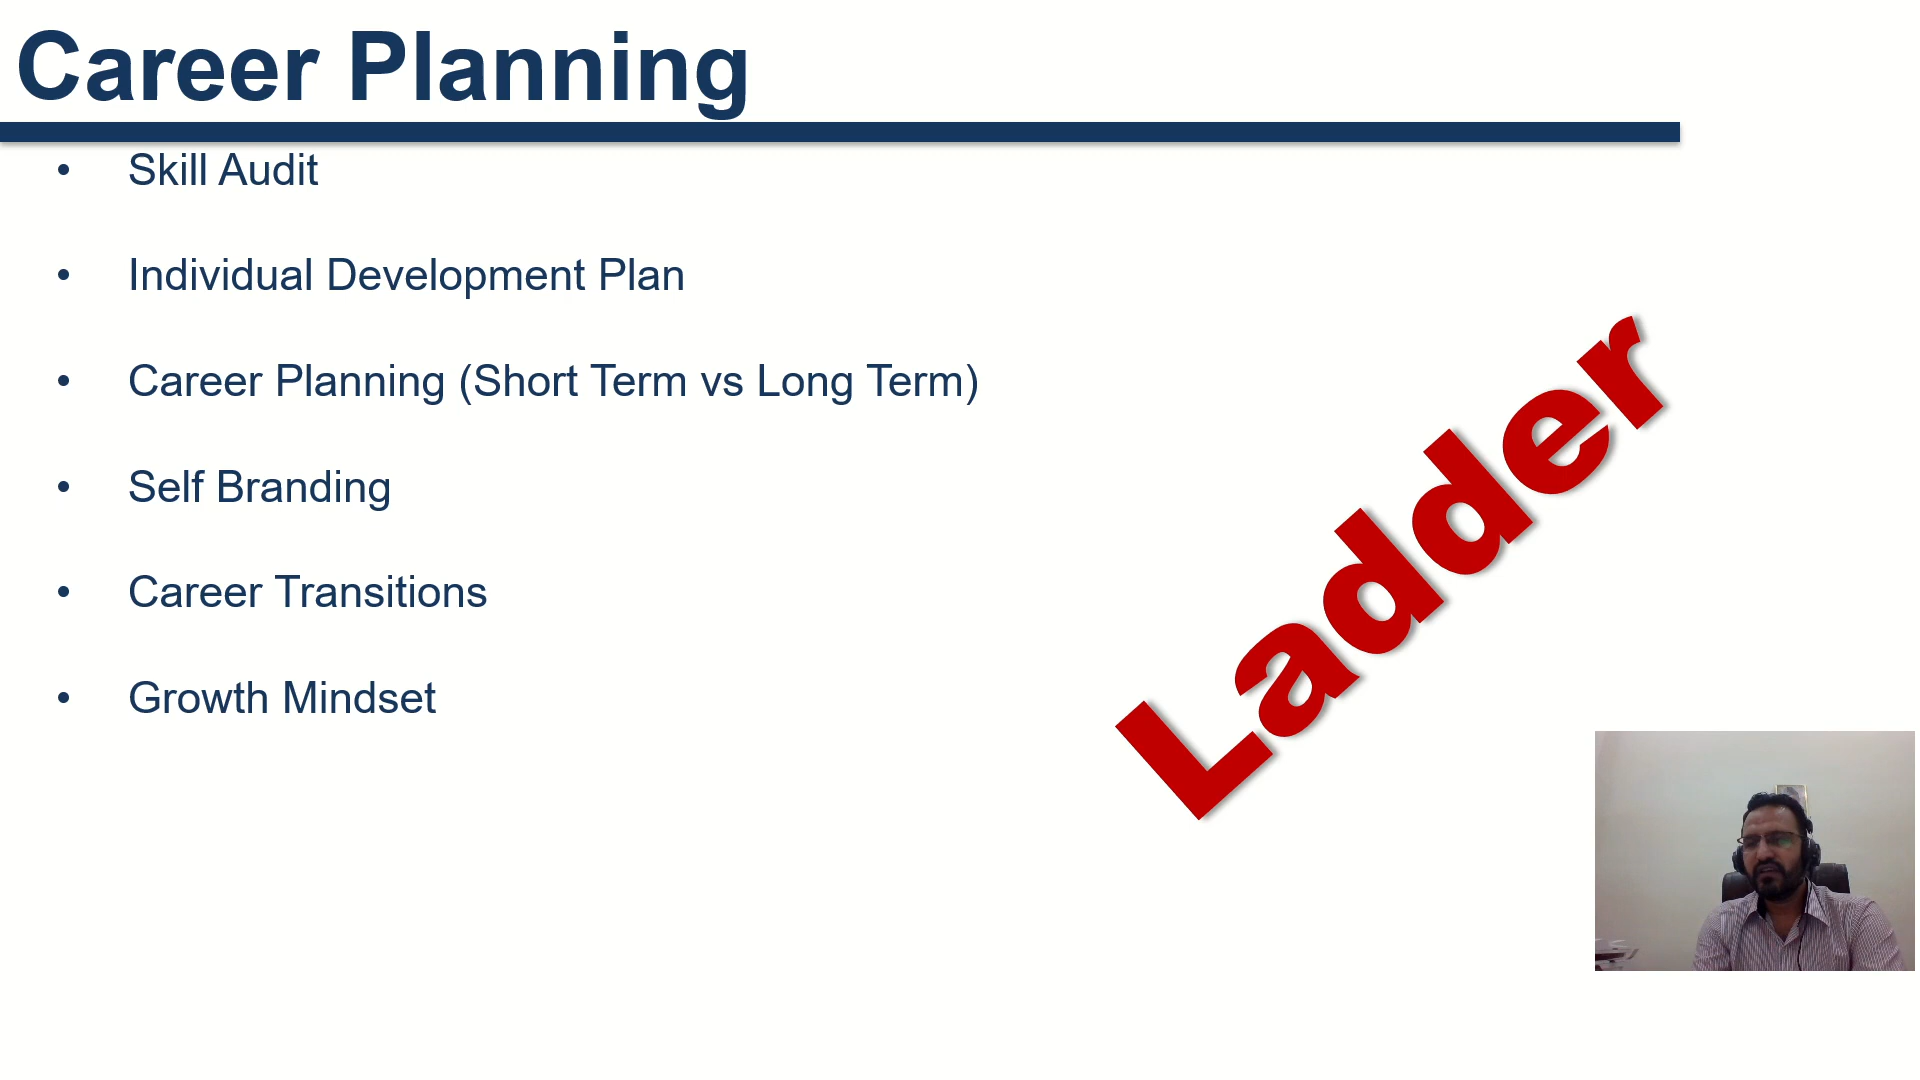 Career Planning
• Skill Audit
• Individual Development Plan
• Career Planning (Short Term vs Long Term)
• Self Branding
• Career Transitions
• Growth Mindset
Ladder